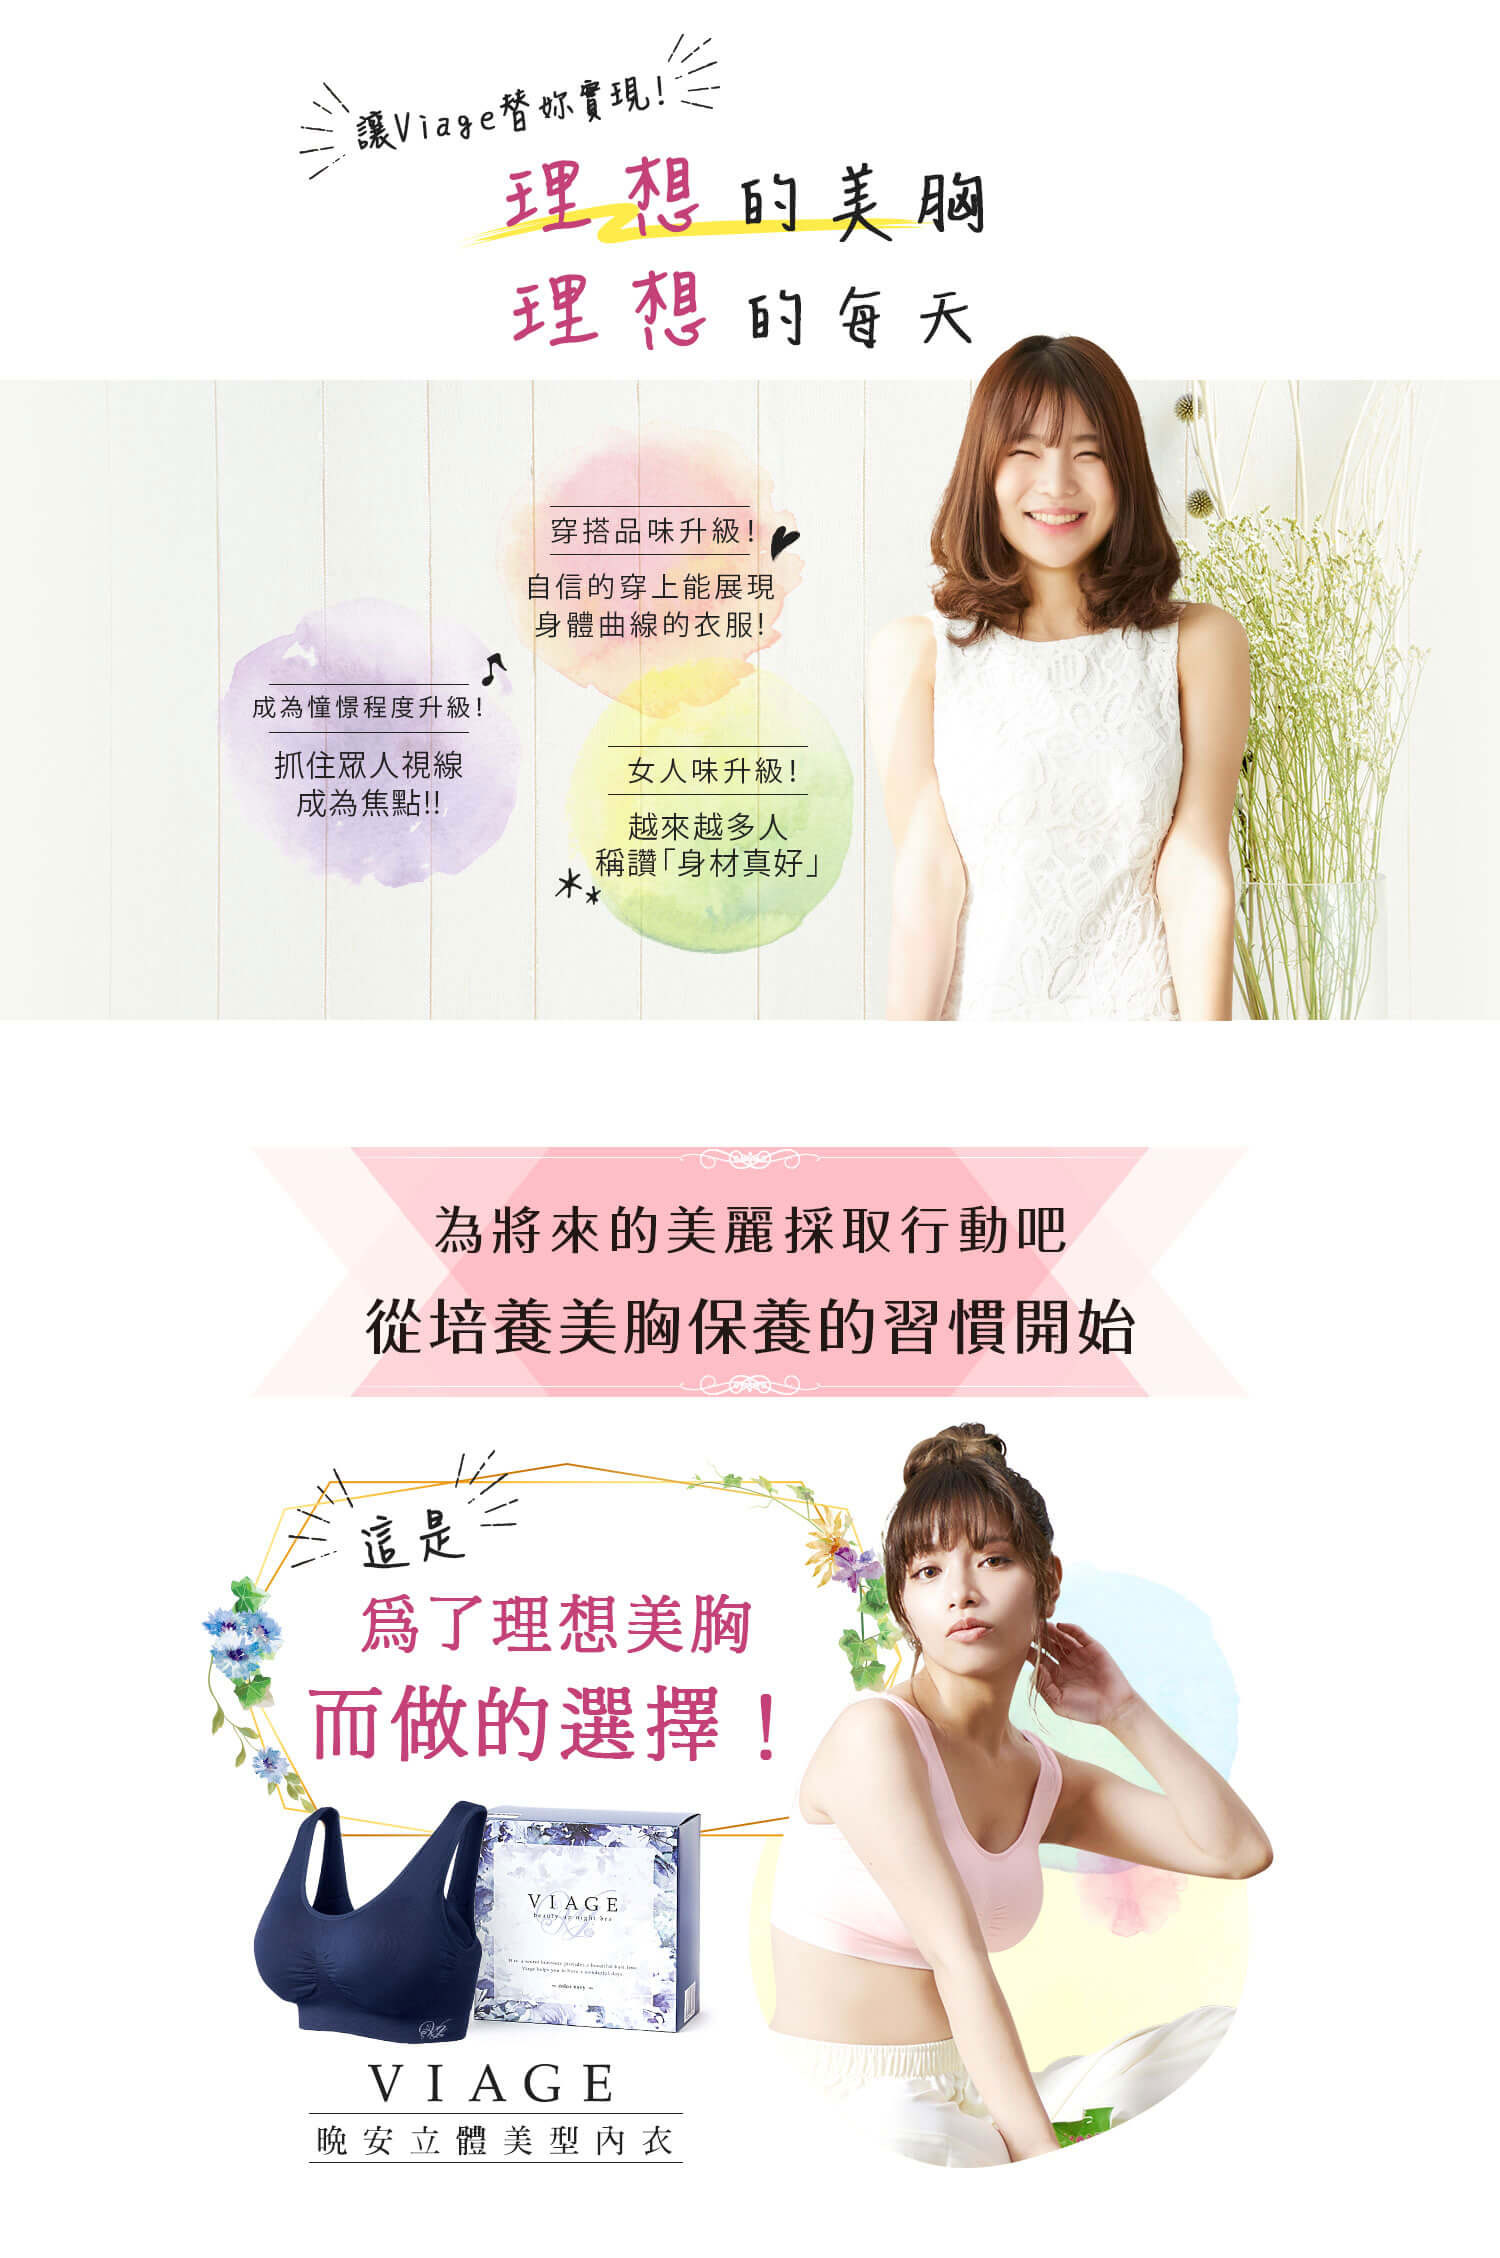 讓Viage替妳實現!
理想的美胸
理想的每天
穿搭品味升級!
自信的穿上能展現
身體曲線的衣服!
成為憧憬程度升級!
抓住眾人視線
成為焦點!!
女人味升級!
越來越多人
稱讚「身材真好」
為將來的美麗採取行動吧
從培養美胸保養的習慣開始
這是
為了理想美胸
而做的選擇！
VIAGE
beauty up night bra
VIAGE
晚安立體美型內衣